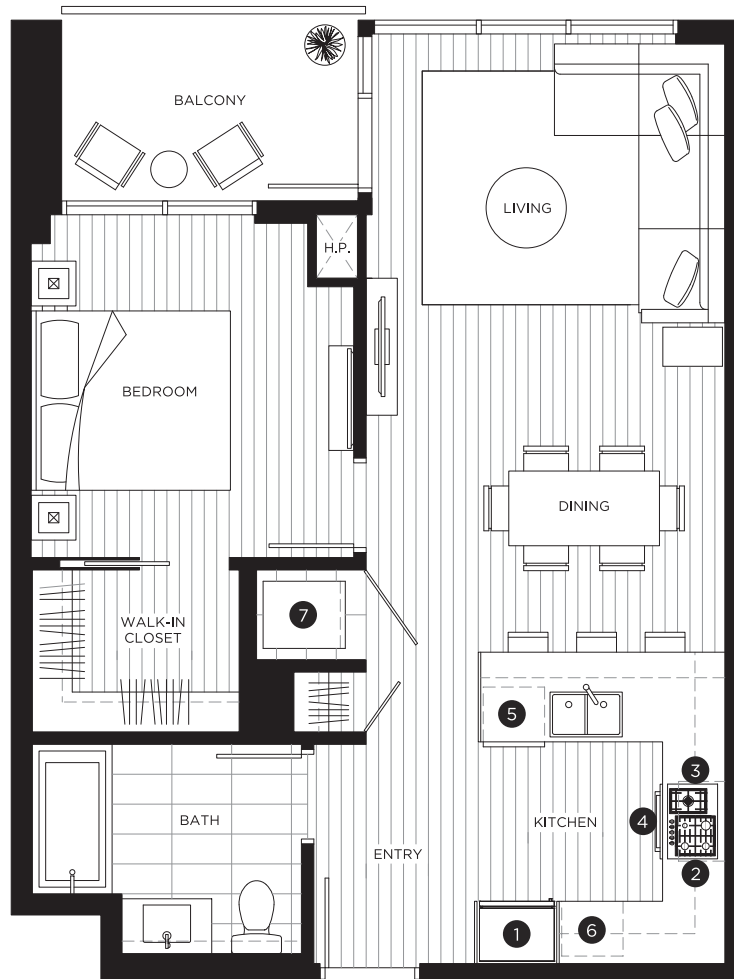 BALCONY
LIVING
H.P.
BEDROOM
DINING
7
WALK-IN
CLOSET
5
3
BATH
KITCHEN
4
ENTRY
2
1
6